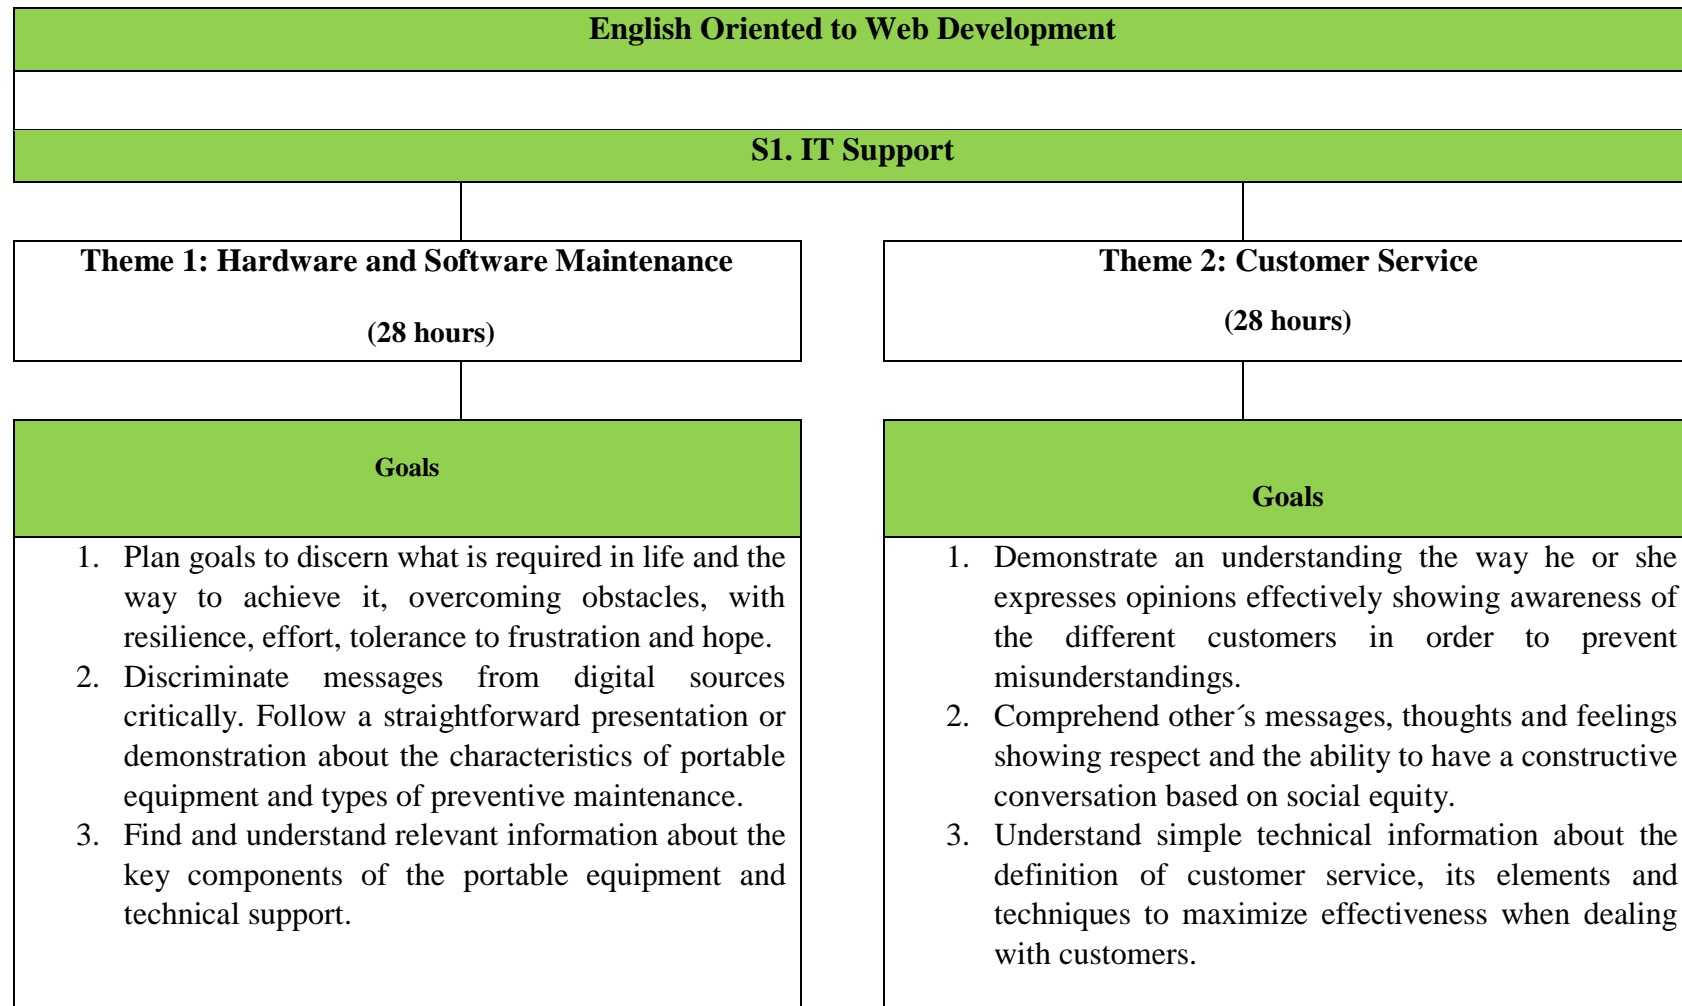 English Oriented to Web Development
S1. IT Support
Theme 1: Hardware and Software Maintenance
(28 hours)
Goals
1. Plan goals to discern what is required in life and the
way to achieve it, overcoming obstacles, with
resilience, effort, tolerance to frustration and hope.
2. Discriminate messages from digital sources
critically. Follow a straightforward presentation or
demonstration about the characteristics of portable
equipment and types of preventive maintenance.
3. Find and understand relevant information about the
key components of the portable equipment and
technical support.
Theme 2: Customer Service
(28 hours)
Goals
1. Demonstrate an understanding the way he or she
expresses opinions effectively showing awareness of
the different customers in order to prevent
misunderstandings.
2. Comprehend other´s messages, thoughts and feelings
showing respect and the ability to have a constructive
conversation based on social equity.
3. Understand simple technical information about the
definition of customer service, its elements and
techniques to maximize effectiveness when dealing
with customers.